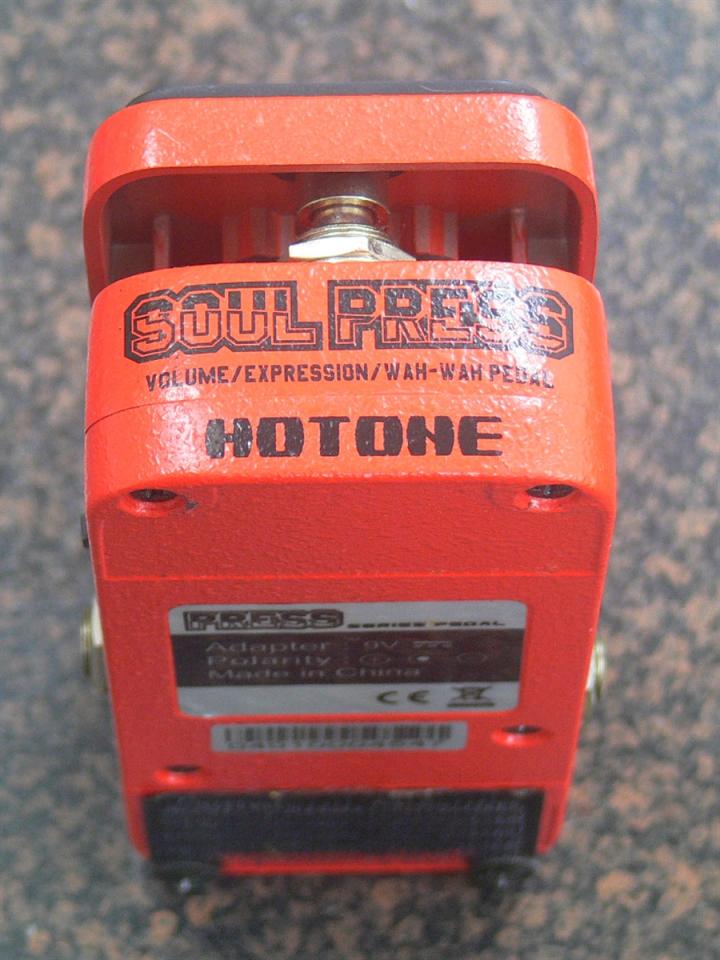 SOUL PRESS
VOLUME/EXPRESSION/WAH-WAH PEDAL
HOTONE
PRESS SERIES PEDAL
Adapter 9V
Polarity :
Made in China
CE